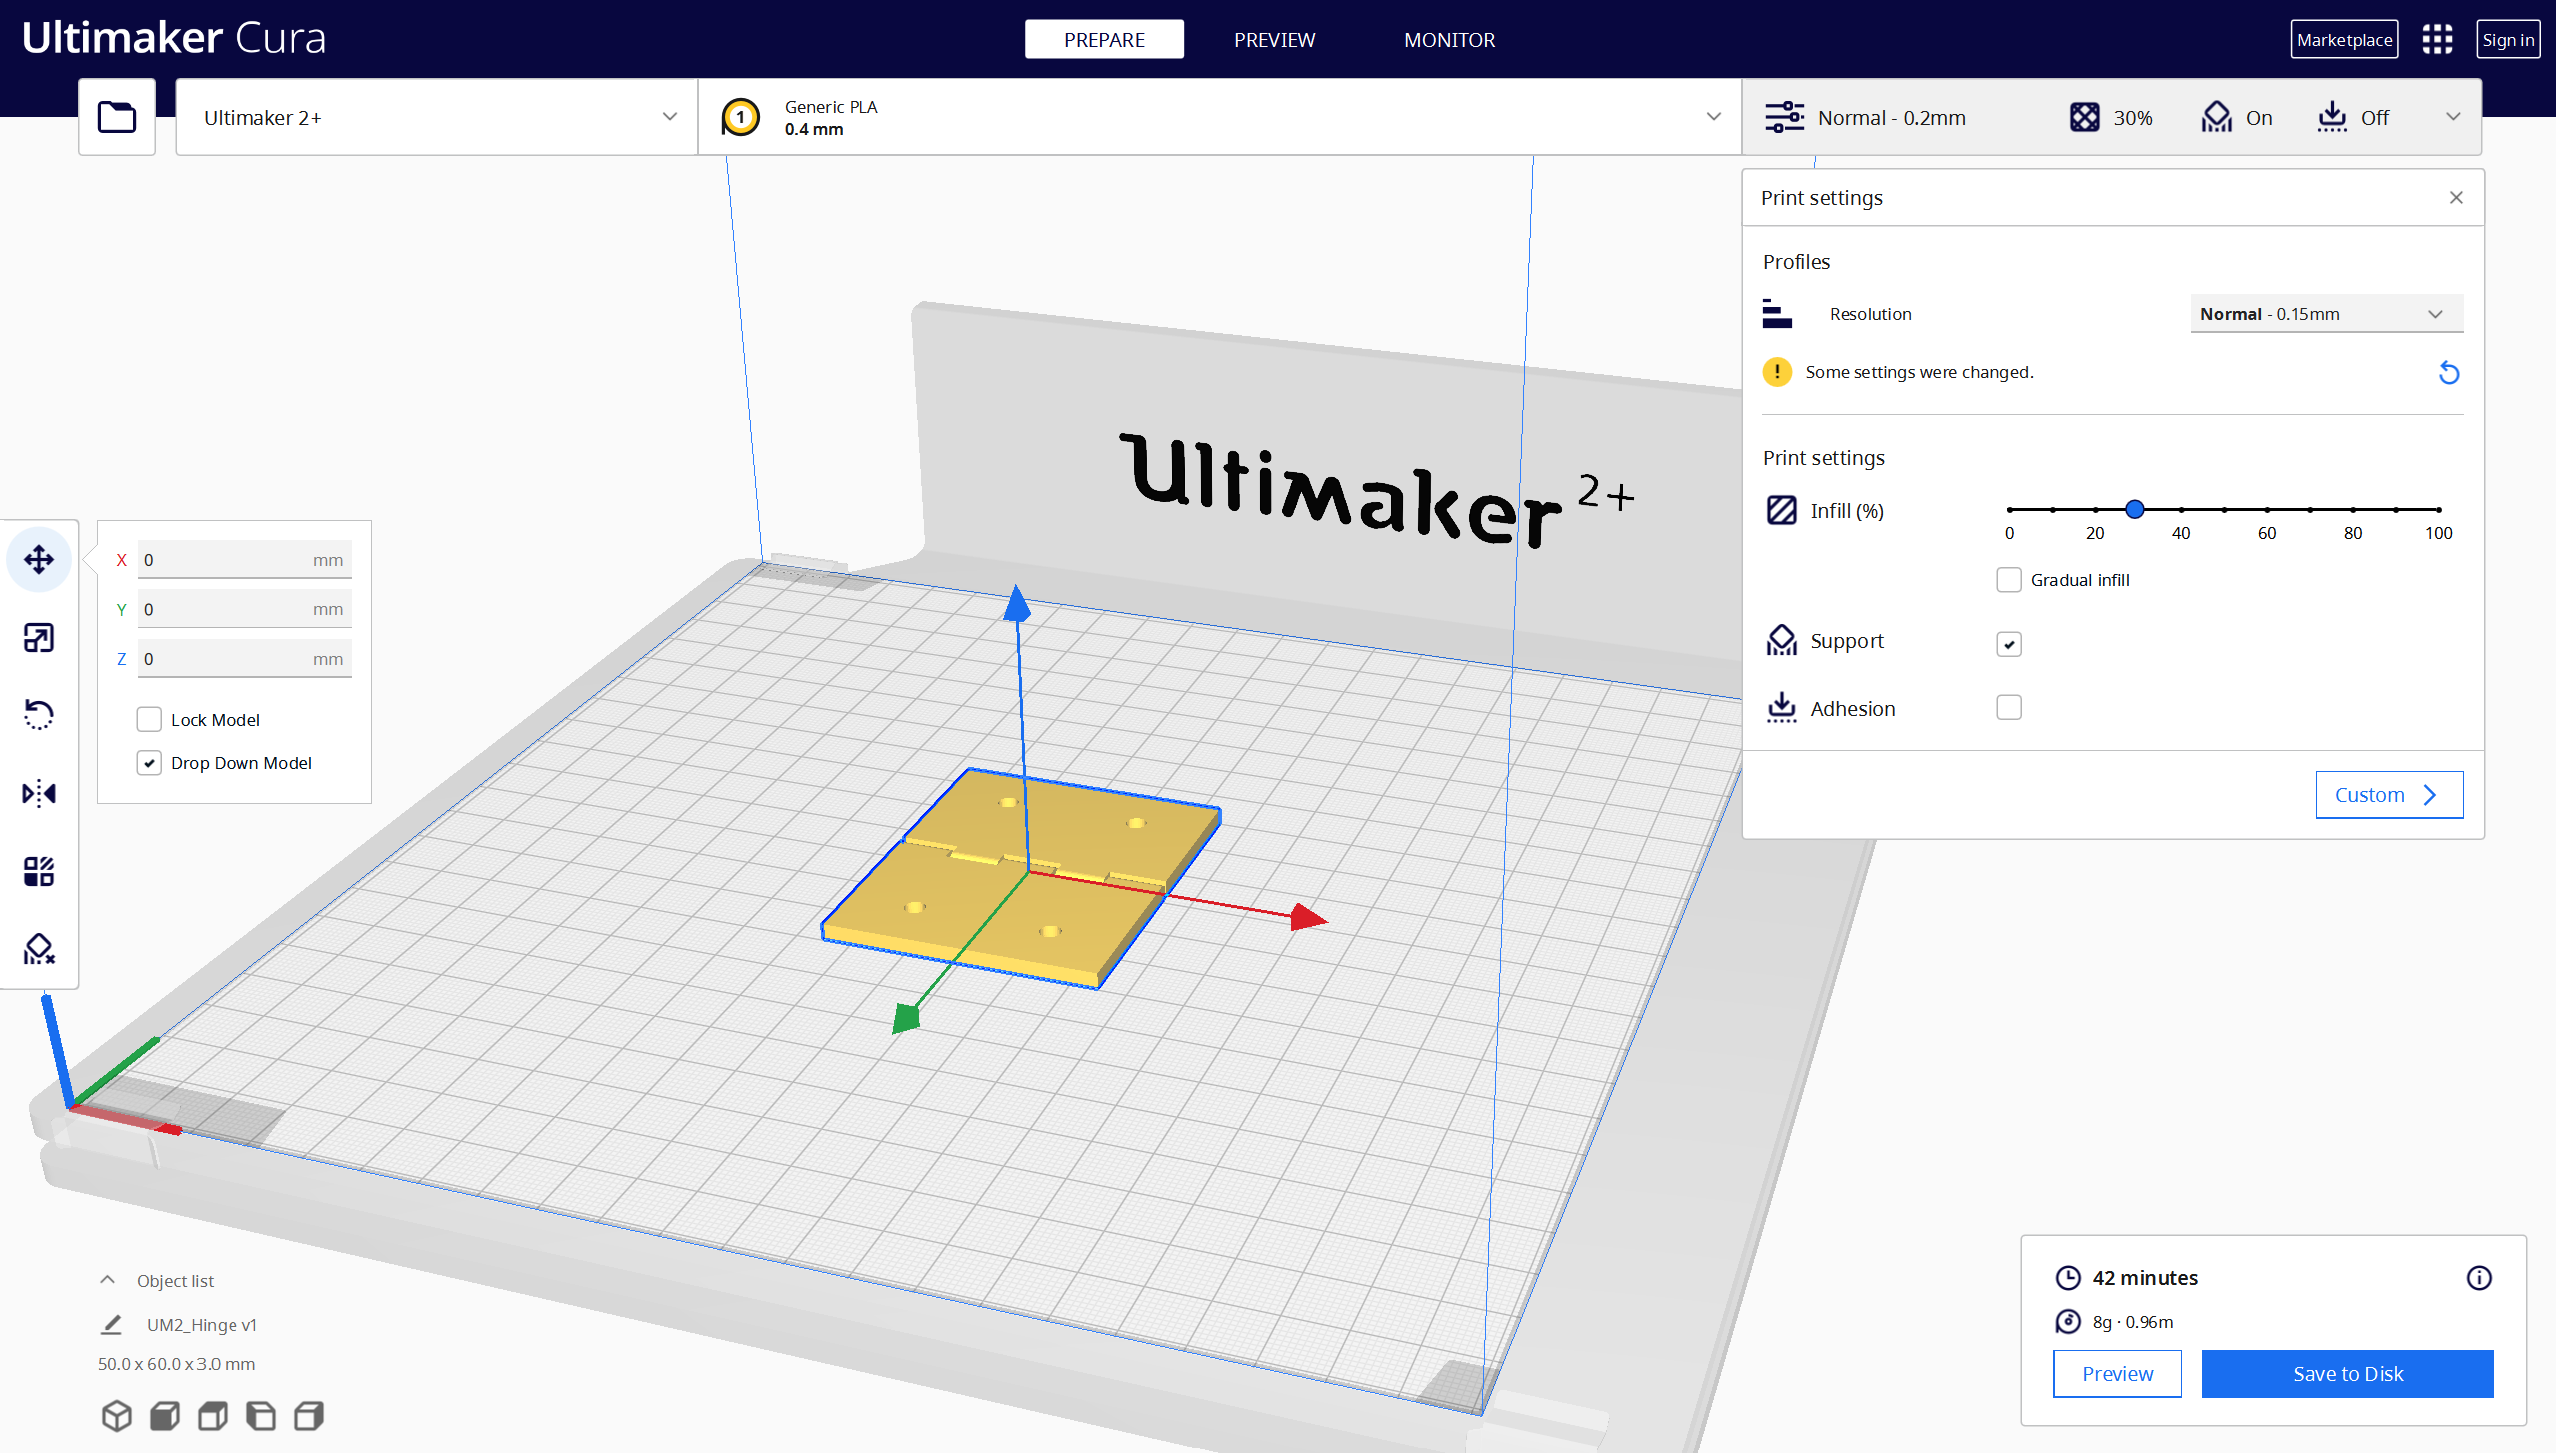 Ultimaker Cura
PREPARE
PREVIEW
MONITOR
Marketplace
Sign in
Ultimaker 2+
1
Generic PLA
0.4 mm
Normal - 0.2mm
30%
On
Off
Print settings
Profiles
Resolution
Normal - 0.15mm
! Some settings were changed.
Print settings
Infill (%)
0 20 40 60 80 100
Gradual infill
Support
Adhesion
Custom
Ultimaker 2+
X 0 mm
Y 0 mm
Z 0 mm
Lock Model
Drop Down Model
Object list
UM2_Hinge v1
50.0 x 60.0 x 3.0 mm
42 minutes
8g · 0.96m
Preview
Save to Disk